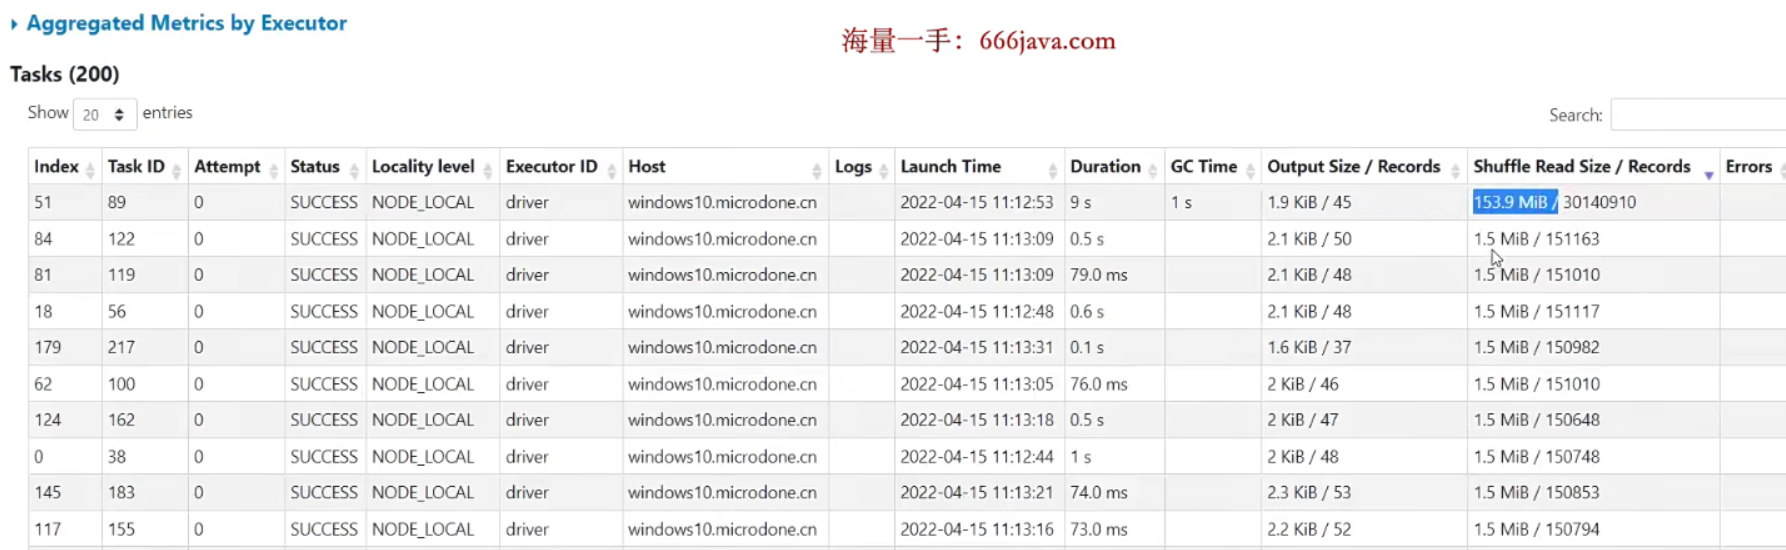 Aggregated Metrics by Executor
海量一手：666java.com
Tasks (200)
Show 20 entries
Search:
Index Task ID Attempt Status Locality level Executor ID Host Logs Launch Time Duration GC Time Output Size / Records Shuffle Read Size / Records Errors
51 89 0 SUCCESS NODE_LOCAL driver windows10.microdone.cn 2022-04-15 11:12:53 9 s 1 s 1.9 KiB / 45 153.9 MiB / 30140910
84 122 0 SUCCESS NODE_LOCAL driver windows10.microdone.cn 2022-04-15 11:13:09 0.5 s 2.1 KiB / 50 1.5 MiB / 151163
81 119 0 SUCCESS NODE_LOCAL driver windows10.microdone.cn 2022-04-15 11:13:09 79.0 ms 2.1 KiB / 48 1.5 MiB / 151010
18 56 0 SUCCESS NODE_LOCAL driver windows10.microdone.cn 2022-04-15 11:12:48 0.6 s 2.1 KiB / 48 1.5 MiB / 151117
179 217 0 SUCCESS NODE_LOCAL driver windows10.microdone.cn 2022-04-15 11:13:31 0.1 s 1.6 KiB / 37 1.5 MiB / 150982
62 100 0 SUCCESS NODE_LOCAL driver windows10.microdone.cn 2022-04-15 11:13:05 76.0 ms 2 KiB / 46 1.5 MiB / 151010
124 162 0 SUCCESS NODE_LOCAL driver windows10.microdone.cn 2022-04-15 11:13:18 0.5 s 2 KiB / 47 1.5 MiB / 150648
0 38 0 SUCCESS NODE_LOCAL driver windows10.microdone.cn 2022-04-15 11:12:44 1 s 2 KiB / 48 1.5 MiB / 150748
145 183 0 SUCCESS NODE_LOCAL driver windows10.microdone.cn 2022-04-15 11:13:21 74.0 ms 2.3 KiB / 53 1.5 MiB / 150853
117 155 0 SUCCESS NODE_LOCAL driver windows10.microdone.cn 2022-04-15 11:13:16 73.0 ms 2.2 KiB / 52 1.5 MiB / 150794